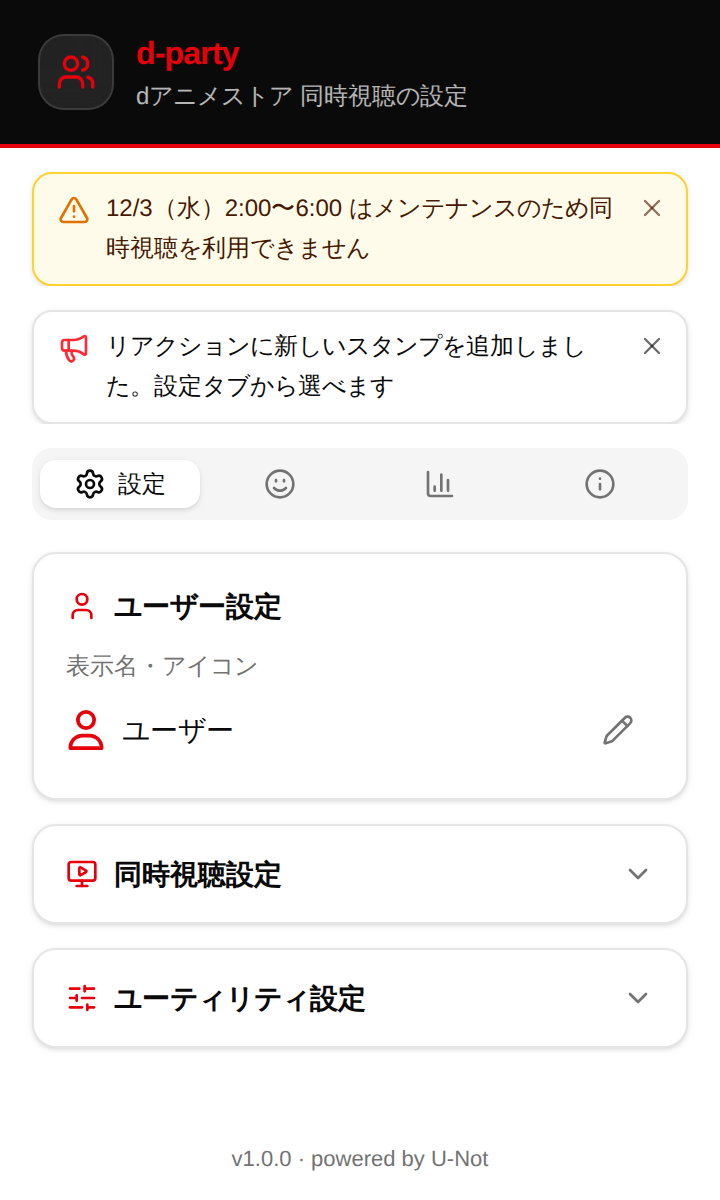 d-party
dアニメストア 同時視聴の設定
12/3（水）2:00〜6:00 はメンテナンスのため同
時視聴を利用できません
リアクションに新しいスタンプを追加しまし
た。設定タブから選べます
設定
ユーザー設定
表示名・アイコン
ユーザー
同時視聴設定
ユーティリティ設定
v1.0.0 · powered by U-Not